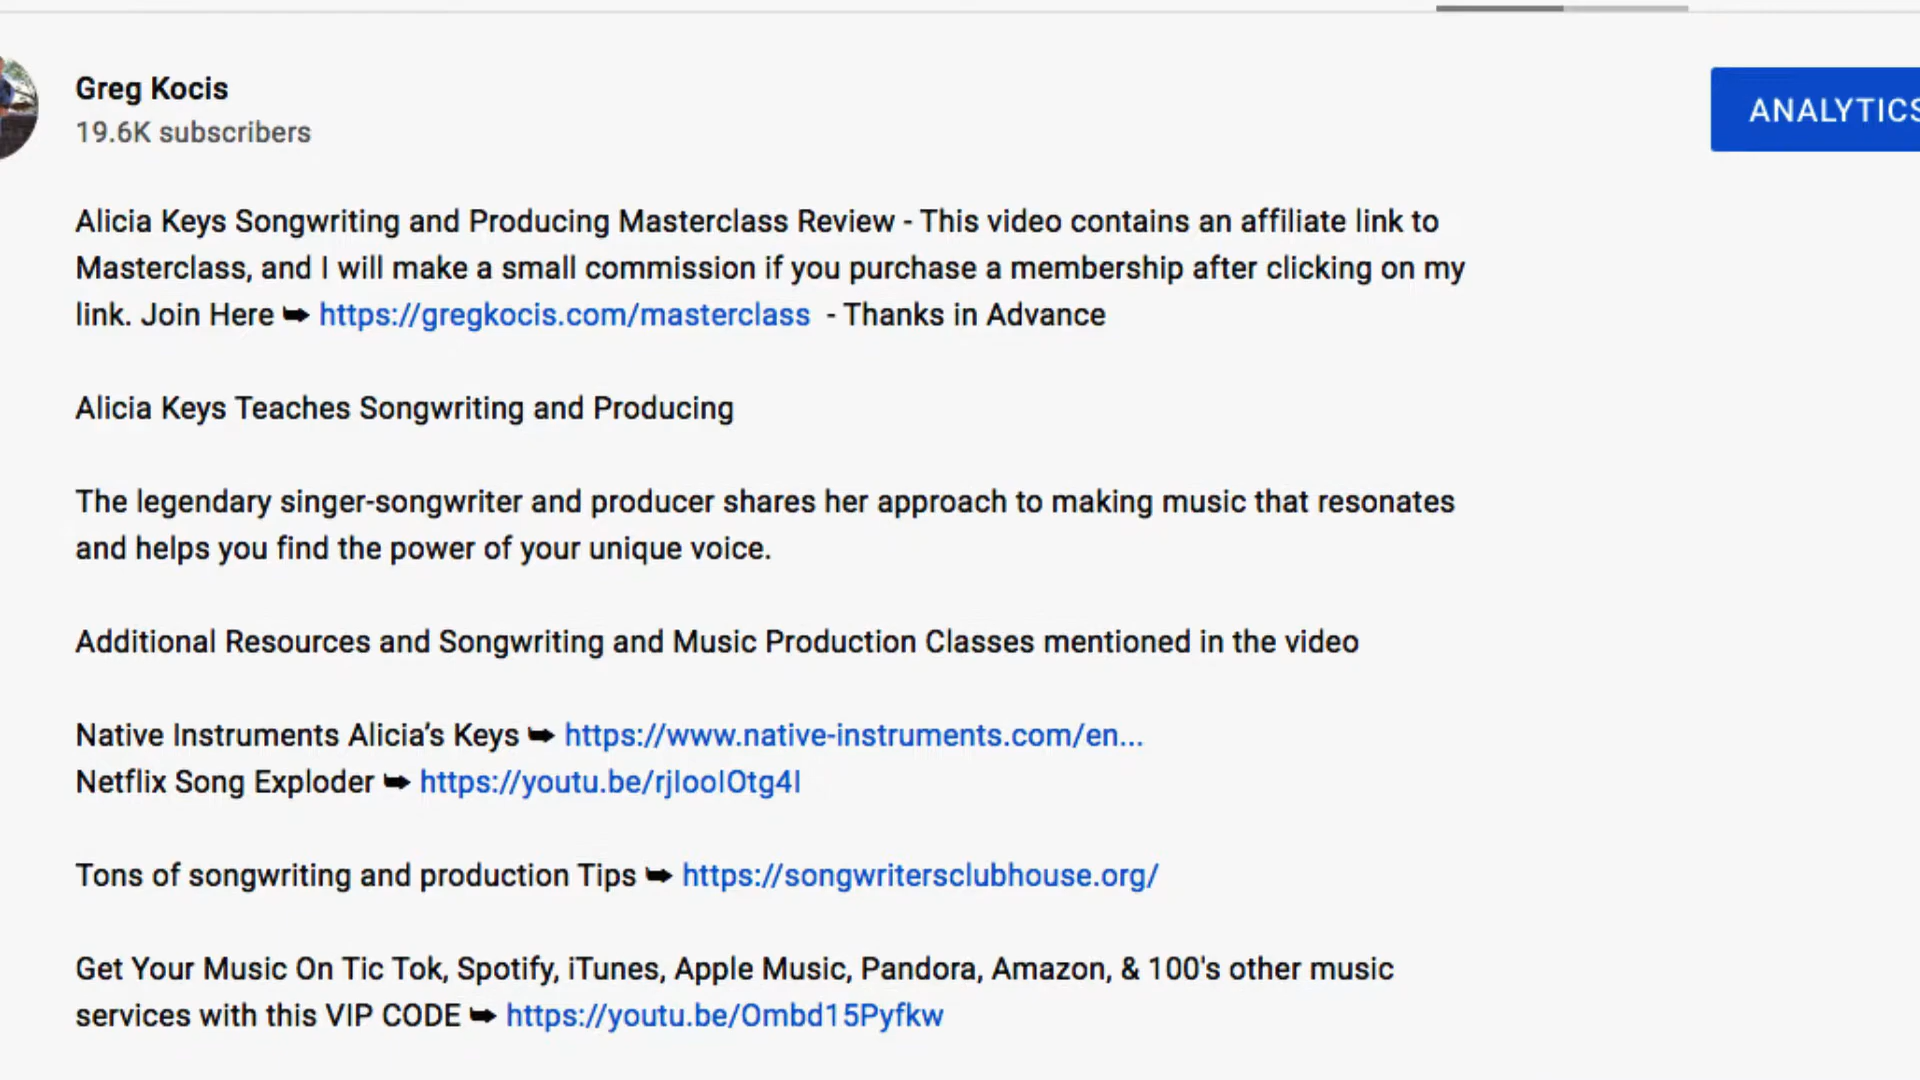 Greg Kocis
19.6K subscribers
ANALYTICS
Alicia Keys Songwriting and Producing Masterclass Review - This video contains an affiliate link to
Masterclass, and I will make a small commission if you purchase a membership after clicking on my
link. Join Here ➥ https://gregkocis.com/masterclass - Thanks in Advance
Alicia Keys Teaches Songwriting and Producing
The legendary singer-songwriter and producer shares her approach to making music that resonates
and helps you find the power of your unique voice.
Additional Resources and Songwriting and Music Production Classes mentioned in the video
Native Instruments Alicia’s Keys ➥ https://www.native-instruments.com/en...
Netflix Song Exploder ➥ https://youtu.be/rjIooIOtg4I
Tons of songwriting and production Tips ➥ https://songwritersclubhouse.org/
Get Your Music On Tic Tok, Spotify, iTunes, Apple Music, Pandora, Amazon, & 100's other music
services with this VIP CODE ➥ https://youtu.be/Ombd15Pyfkw